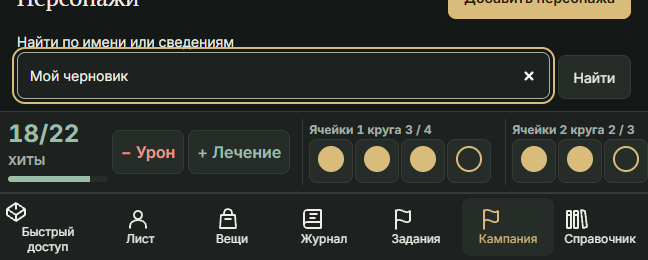 Персонажи
Добавить персонажа
Найти по имени или сведениям
Мой черновик
Найти
18/22
хиты
− Урон
+ Лечение
Ячейки 1 круга 3 / 4
Ячейки 2 круга 2 / 3
Быстрый
доступ
Лист
Вещи
Журнал
Задания
Кампания
Справочник